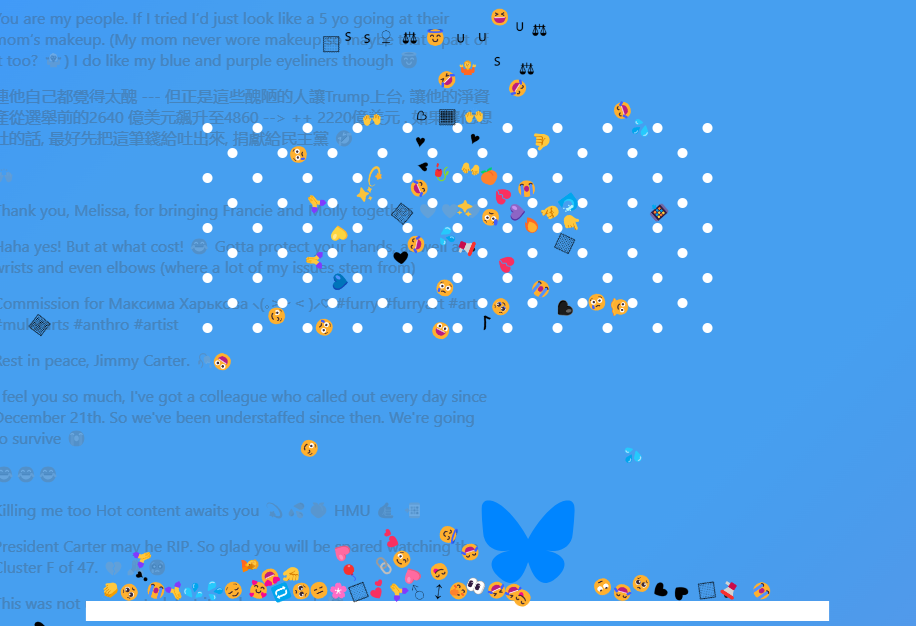 You are my people. If I tried I'd just look like a 5 yo going at their
mom's makeup. (My mom never wore makeup so maybe that's part of
it too? ) I do like my blue and purple eyeliners though
連他自己都覺得太醜 --- 但正是這些醜陋的人讓Trump上台, 讓他的淨資
產從選舉前的2640 億美元飆升至4860 --> ++ 2220億美元
的話, 最好先把這筆錢給吐出來, 捐獻給民主黨
Thank you, Melissa, for bringing Francie and Molly together
Haha yes! But at what cost! Gotta protect your hands, as well as
wrists and even elbows (where a lot of my issues stem from)
Commission for Максима Харькова #furry #furryart #art
#anthro #artist
Rest in peace, Jimmy Carter.
I feel you so much, I've got a colleague who called out every day since
December 21th. So we've been understaffed since then. We're going
to survive
Killing me too Hot content awaits you HMU
President Carter may he RIP. So glad you will be spared watching the
Cluster F of 47.
This was not